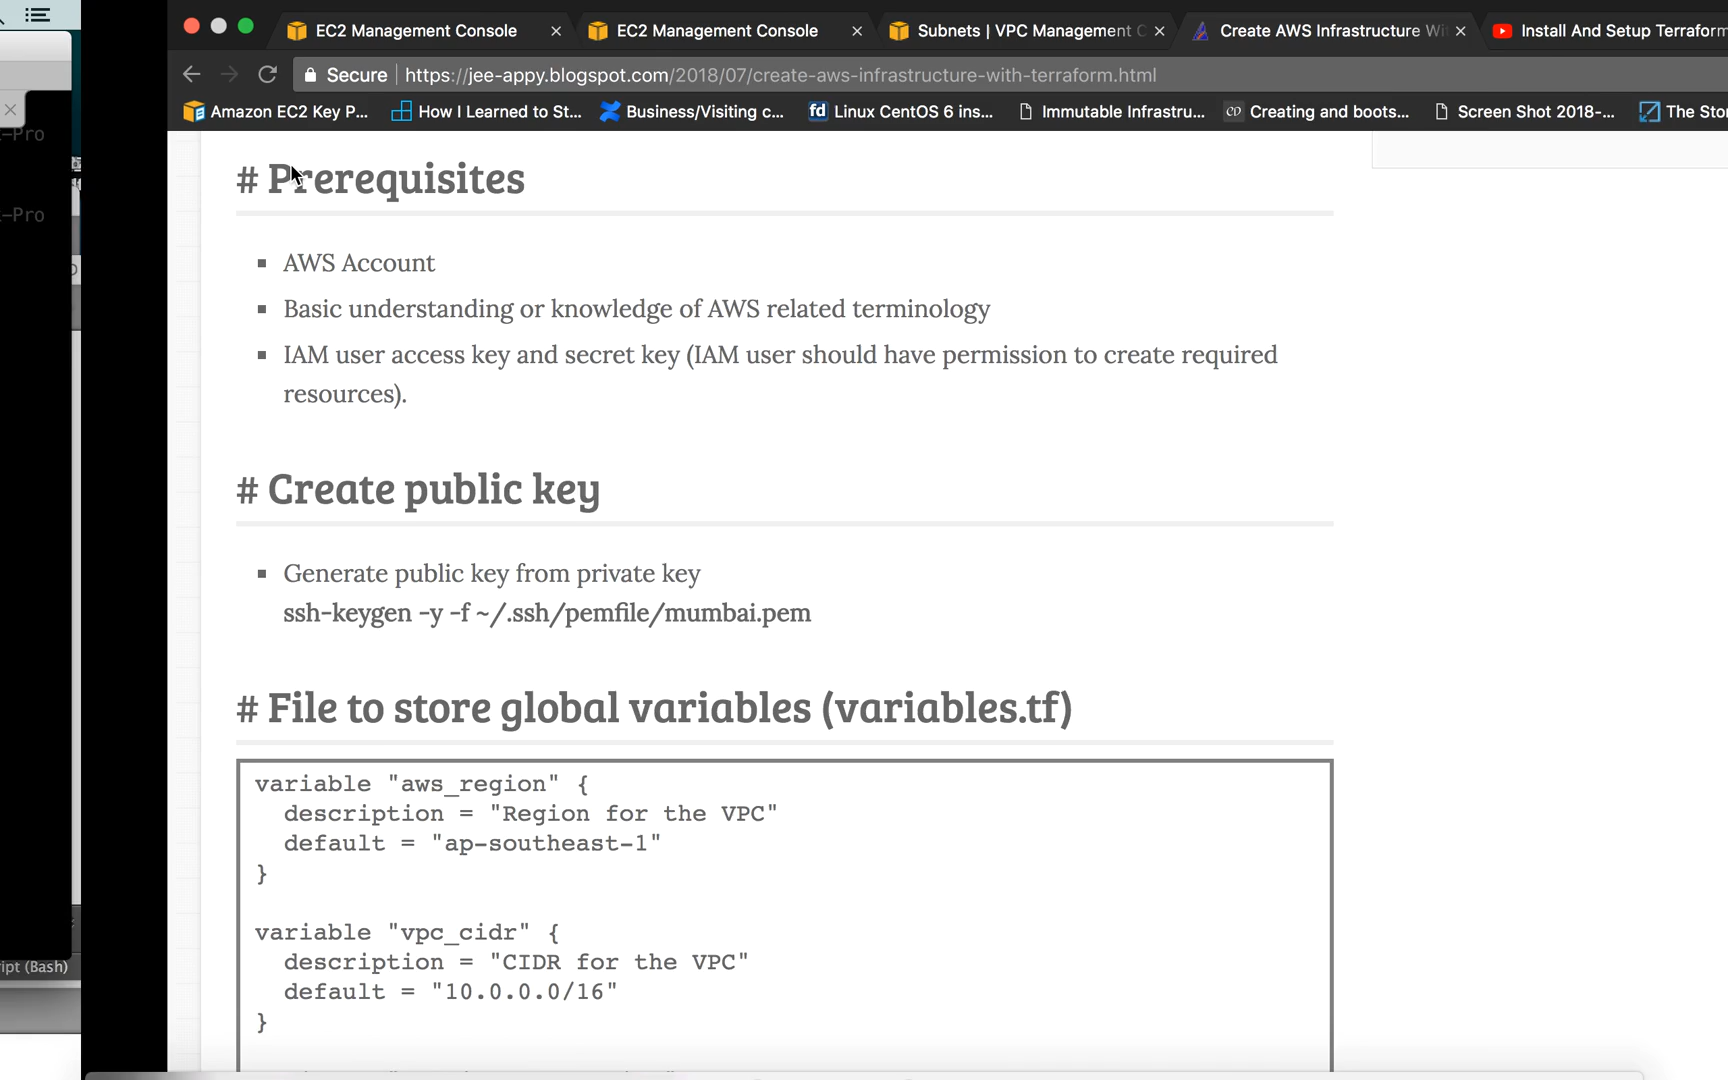 EC2 Management Console
EC2 Management Console
Subnets | VPC Management C
Create AWS Infrastructure Wi
Install And Setup Terraform
Secure
https://jee-appy.blogspot.com/2018/07/create-aws-infrastructure-with-terraform.html
Amazon EC2 Key P...
How I Learned to St...
Business/Visiting c...
fd Linux CentOS 6 ins...
Immutable Infrastru...
CD Creating and boots...
Screen Shot 2018-...
The Stor
-Pro
-Pro
ipt (Bash)
# Prerequisites
▪ AWS Account
▪ Basic understanding or knowledge of AWS related terminology
▪ IAM user access key and secret key (IAM user should have permission to create required
resources).
# Create public key
▪ Generate public key from private key
ssh-keygen -y -f ~/.ssh/pemfile/mumbai.pem
# File to store global variables (variables.tf)
variable "aws_region" {
description = "Region for the VPC"
default = "ap-southeast-1"
}
variable "vpc_cidr" {
description = "CIDR for the VPC"
default = "10.0.0.0/16"
}